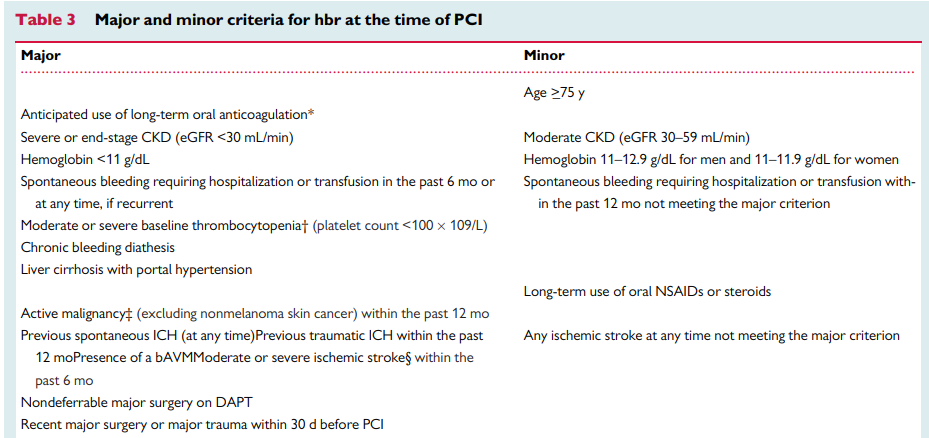 Table 3 Major and minor criteria for hbr at the time of PCI
Major Minor
Age ≥75 y
Anticipated use of long-term oral anticoagulation*
Severe or end-stage CKD (eGFR <30 mL/min) Moderate CKD (eGFR 30–59 mL/min)
Hemoglobin <11 g/dL Hemoglobin 11–12.9 g/dL for men and 11–11.9 g/dL for women
Spontaneous bleeding requiring hospitalization or transfusion in the past 6 mo or Spontaneous bleeding requiring hospitalization or transfusion with-
at any time, if recurrent in the past 12 mo not meeting the major criterion
Moderate or severe baseline thrombocytopenia† (platelet count <100 × 109/L)
Chronic bleeding diathesis
Liver cirrhosis with portal hypertension
Long-term use of oral NSAIDs or steroids
Active malignancy‡ (excluding nonmelanoma skin cancer) within the past 12 mo
Previous spontaneous ICH (at any time)Previous traumatic ICH within the past Any ischemic stroke at any time not meeting the major criterion
12 moPresence of a bAVMModerate or severe ischemic stroke§ within the
past 6 mo
Nondeferrable major surgery on DAPT
Recent major surgery or major trauma within 30 d before PCI